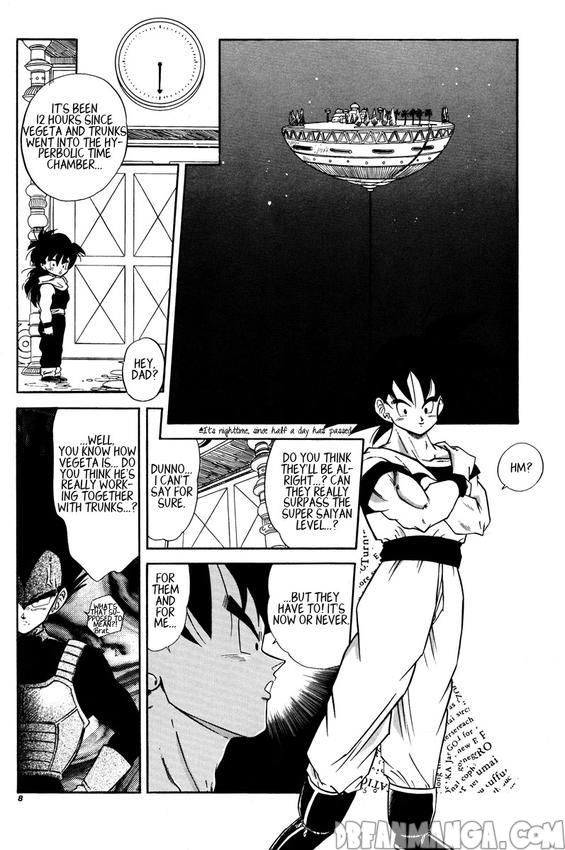 IT'S BEEN
12 HOURS SINCE
VEGETA AND TRUNKS
WENT INTO THE HY-
PERBOLIC TIME
CHAMBER...
HEY,
DAD?
*It's nighttime, since half a day has passed
HM?
DO YOU THINK
THEY'LL BE AL-
RIGHT...? CAN
THEY REALLY
SURPASS THE
SUPER SAIYAN
LEVEL...?
DUNNO...
I CAN'T
SAY FOR
SURE.
...WELL,
YOU KNOW HOW
VEGETA IS... DO
YOU THINK HE'S
REALLY WORK-
ING TOGETHER
WITH TRUNKS...?
WHAT'S
THAT SUP-
POSED TO
MEAN?!
Brat.
...BUT THEY
HAVE TO! IT'S
NOW OR NEVER.
FOR
THEM AND
FOR
ME...
8
DBFANMANGA.COM